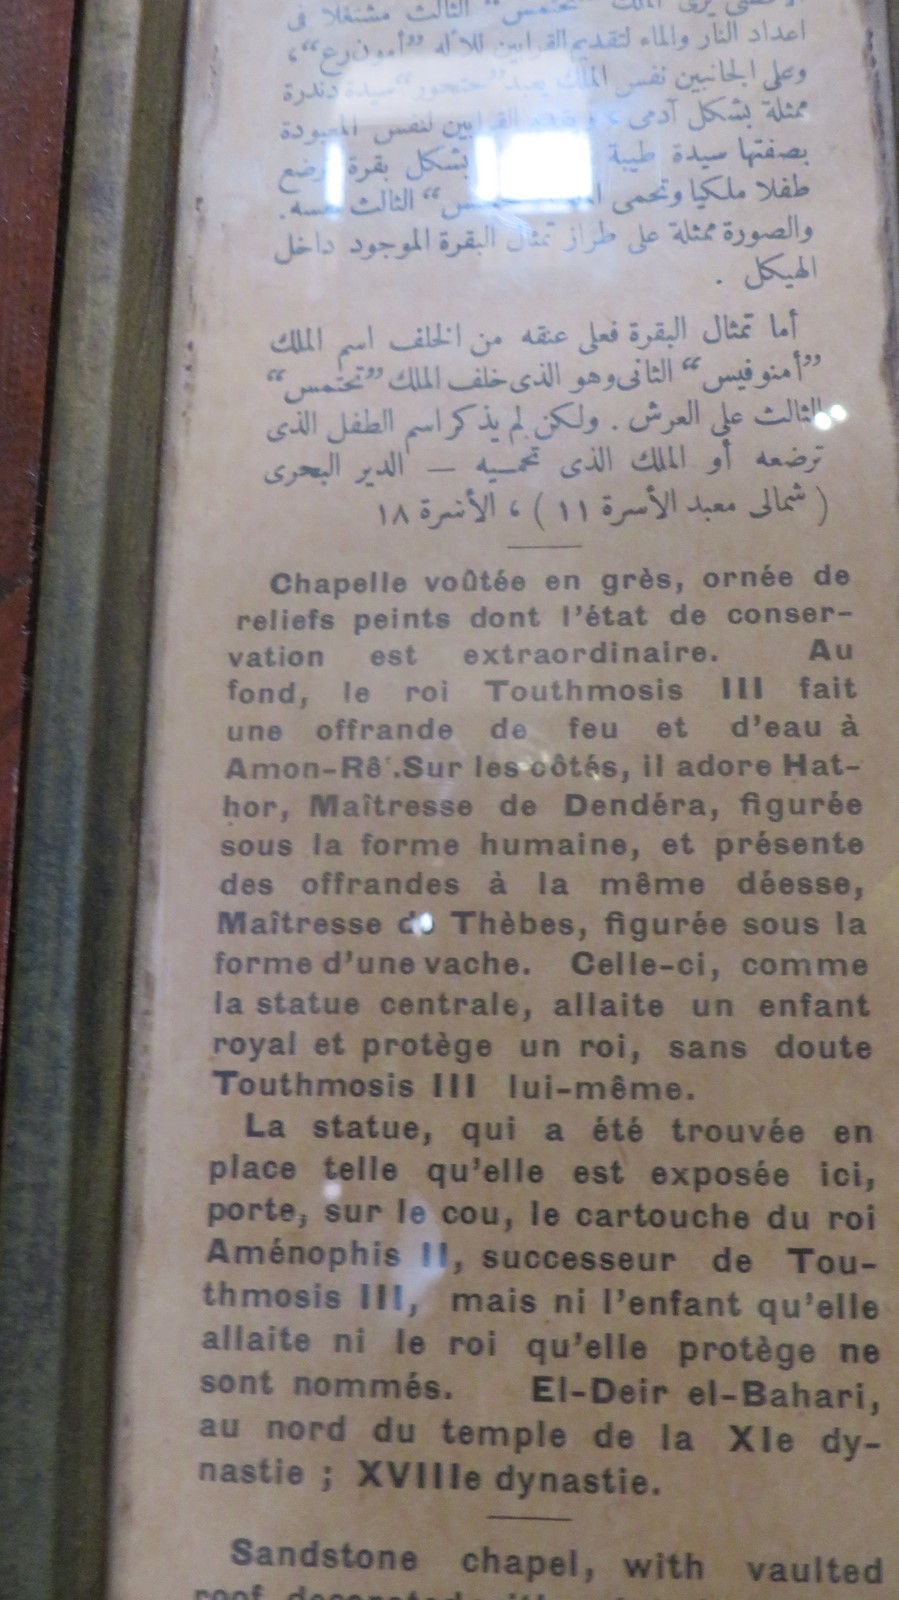 الثالث مشتغلا فى
اعداد النار والماء لتقديم القرابين للاله ”أمون رع“،
وعلى الجانبين نفس الملك يعبد ”حتحور“ سيدة دندرة
ممثلة بشكل آدمى ، القرابين لنفس المعبودة
بصفتها سيدة طيبة بشكل بقرة ترضع
طفلا ملكيا وتحمى الثالث نفسه.
والصورة ممثلة على طراز تمثال البقرة الموجود داخل
الهيكل .
أما تمثال البقرة فعلى عنقه من الخلف اسم الملك
”أمنوفيس“ الثانى وهو الذى خلف الملك ”تحتمس“
الثالث على العرش . ولكن لم يذكر اسم الطفل الذى
ترضعه أو الملك الذى تحميه — الدير البحرى
( شمالى معبد الأسرة ١١ ) ، الأسرة ١٨
Chapelle voûtée en grès, ornée de
reliefs peints dont l'état de conser-
vation est extraordinaire. Au
fond, le roi Touthmosis III fait
une offrande de feu et d'eau à
Amon-Rê'.Sur les côtés, il adore Hat-
hor, Maîtresse de Dendéra, figurée
sous la forme humaine, et présente
des offrandes à la même déesse,
Maîtresse de Thèbes, figurée sous la
forme d'une vache. Celle-ci, comme
la statue centrale, allaite un enfant
royal et protège un roi, sans doute
Touthmosis III lui-même.
La statue, qui a été trouvée en
place telle qu'elle est exposée ici,
porte, sur le cou, le cartouche du roi
Aménophis II, successeur de Tou-
thmosis III, mais ni l'enfant qu'elle
allaite ni le roi qu'elle protège ne
sont nommés. El-Deir el-Bahari,
au nord du temple de la XIe dy-
nastie ; XVIIIe dynastie.
Sandstone chapel, with vaulted
roof